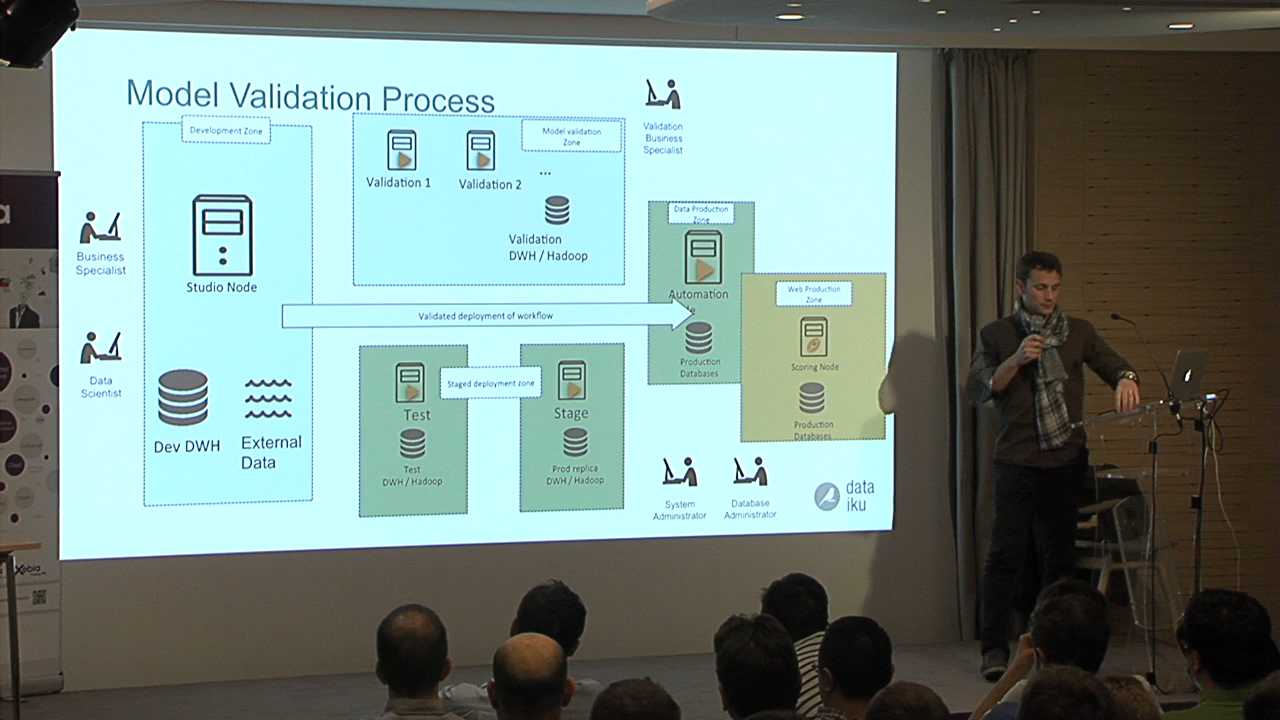 Model Validation Process
Development Zone
Studio Node
Dev DWH
External
Data
Business
Specialist
Data
Scientist
Model validation
Zone
Validation 1
Validation 2
...
Validation
DWH / Hadoop
Validation
Business
Specialist
Validated deployment of workflow
Staged deployment zone
Test
Test
DWH / Hadoop
Stage
Prod replica
DWH / Hadoop
Data Production
Zone
Automation
Production
Databases
Web Production
Zone
Scoring Node
Production
Databases
System
Administrator
Database
Administrator
data
iku
Xebia